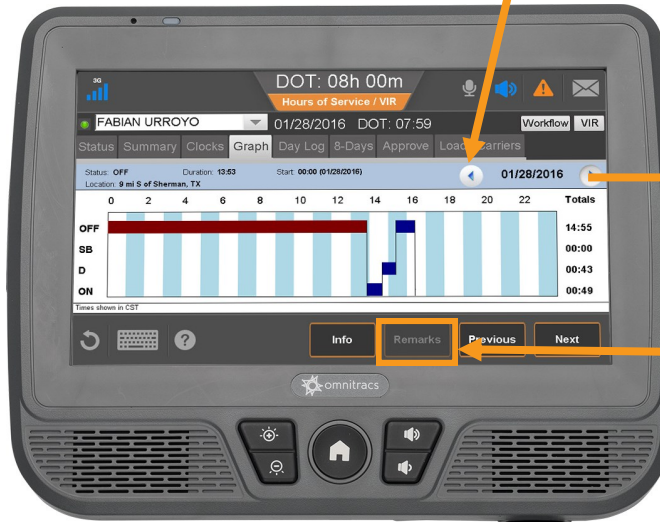 3G
DOT: 08h 00m
Hours of Service / VIR
FABIAN URROYO
01/28/2016 DOT: 07:59
Workflow VIR
Status Summary Clocks Graph Day Log 8-Days Approve Load Carriers
Status: OFF Duration: 13:53 Start: 00:00 (01/28/2016)
Location: 9 mi S of Sherman, TX
01/28/2016
0 2 4 6 8 10 12 14 16 18 20 22 Totals
OFF 14:55
SB 00:00
D 00:43
ON 00:49
Times shown in CST
? Info Remarks Previous Next
omnitracs